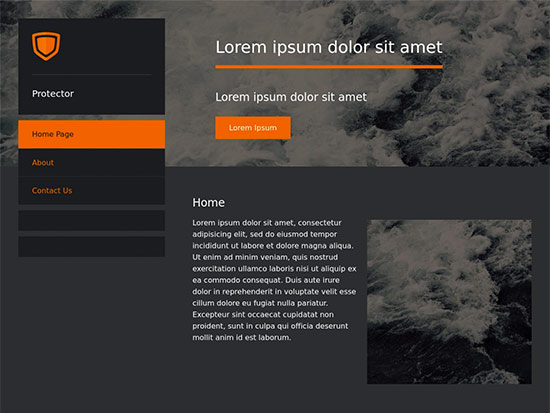 Protector
Home Page
About
Contact Us
Lorem ipsum dolor sit amet
Lorem ipsum dolor sit amet
Lorem Ipsum
Home
Lorem ipsum dolor sit amet, consectetur
adipisicing elit, sed do eiusmod tempor
incididunt ut labore et dolore magna aliqua.
Ut enim ad minim veniam, quis nostrud
exercitation ullamco laboris nisi ut aliquip ex
ea commodo consequat. Duis aute irure
dolor in reprehenderit in voluptate velit esse
cillum dolore eu fugiat nulla pariatur.
Excepteur sint occaecat cupidatat non
proident, sunt in culpa qui officia deserunt
mollit anim id est laborum.